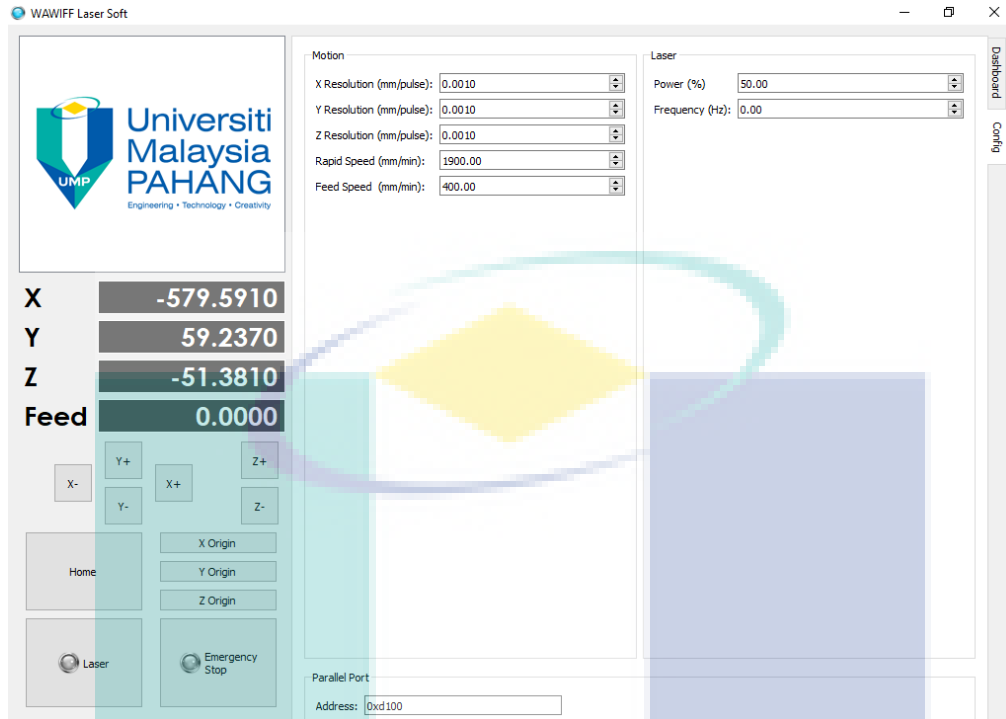 WAWIFF Laser Soft
UMP
Universiti
Malaysia
PAHANG
Engineering • Technology • Creativity
X -579.5910
Y 59.2370
Z -51.3810
Feed 0.0000
Y+
Z+
X-
X+
Y-
Z-
Home
X Origin
Y Origin
Z Origin
Laser
Emergency
Stop
Motion
X Resolution (mm/pulse): 0.0010
Y Resolution (mm/pulse): 0.0010
Z Resolution (mm/pulse): 0.0010
Rapid Speed (mm/min): 1900.00
Feed Speed (mm/min): 400.00
Laser
Power (%) 50.00
Frequency (Hz): 0.00
Parallel Port
Address: 0xd100
Dashboard
Config